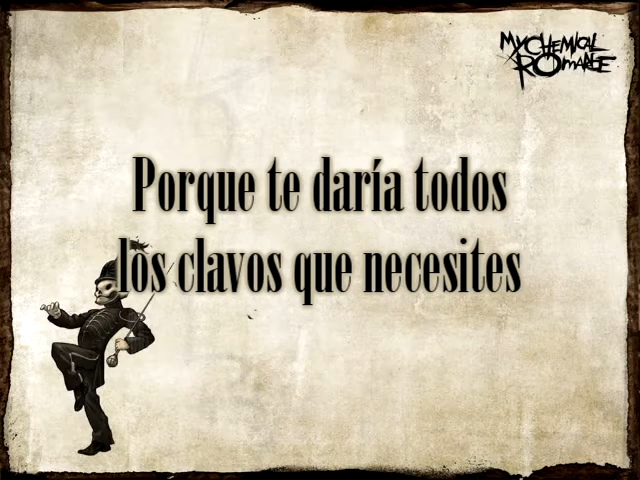 MY CHEMICAL
ROMANCE
Porque te daría todos
los clavos que necesites